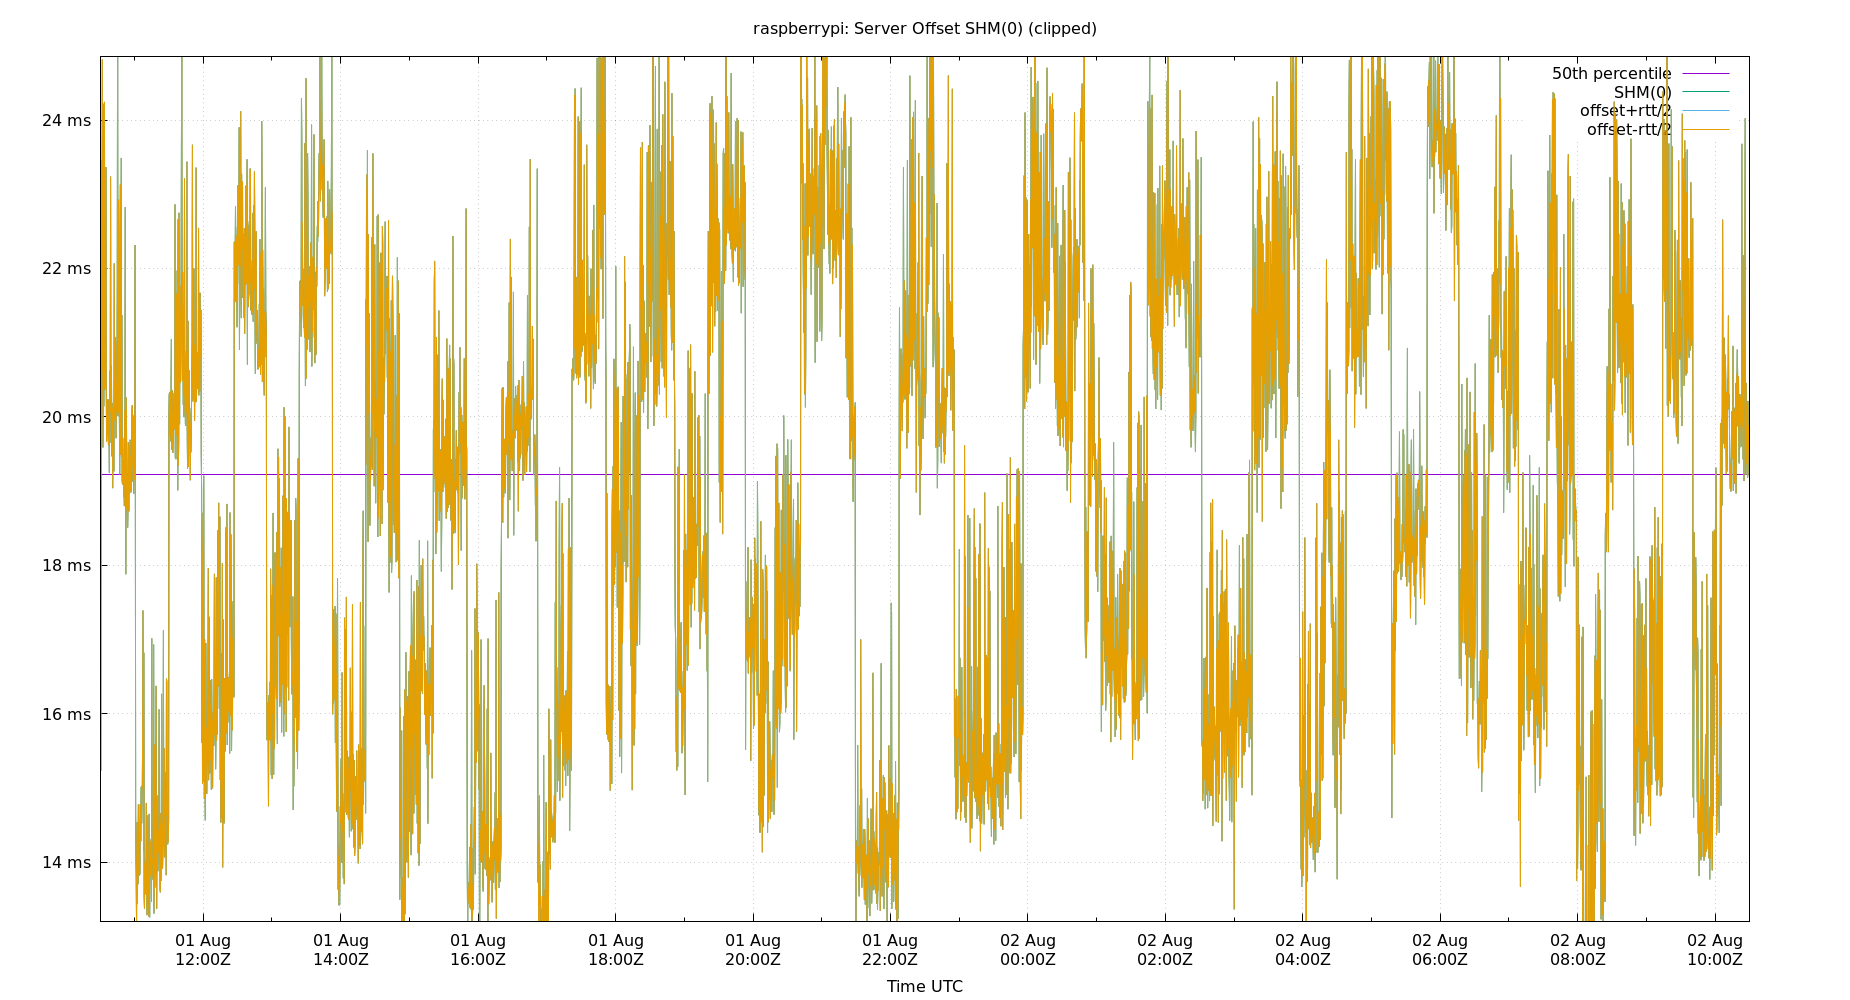 raspberrypi: Server Offset SHM(0) (clipped)
50th percentile
SHM(0)
offset+rtt/2
offset-rtt/2
24 ms
22 ms
20 ms
18 ms
16 ms
14 ms
01 Aug 01 Aug 01 Aug 01 Aug 01 Aug 01 Aug 02 Aug 02 Aug 02 Aug 02 Aug 02 Aug 02 Aug
12:00Z 14:00Z 16:00Z 18:00Z 20:00Z 22:00Z 00:00Z 02:00Z 04:00Z 06:00Z 08:00Z 10:00Z
Time UTC